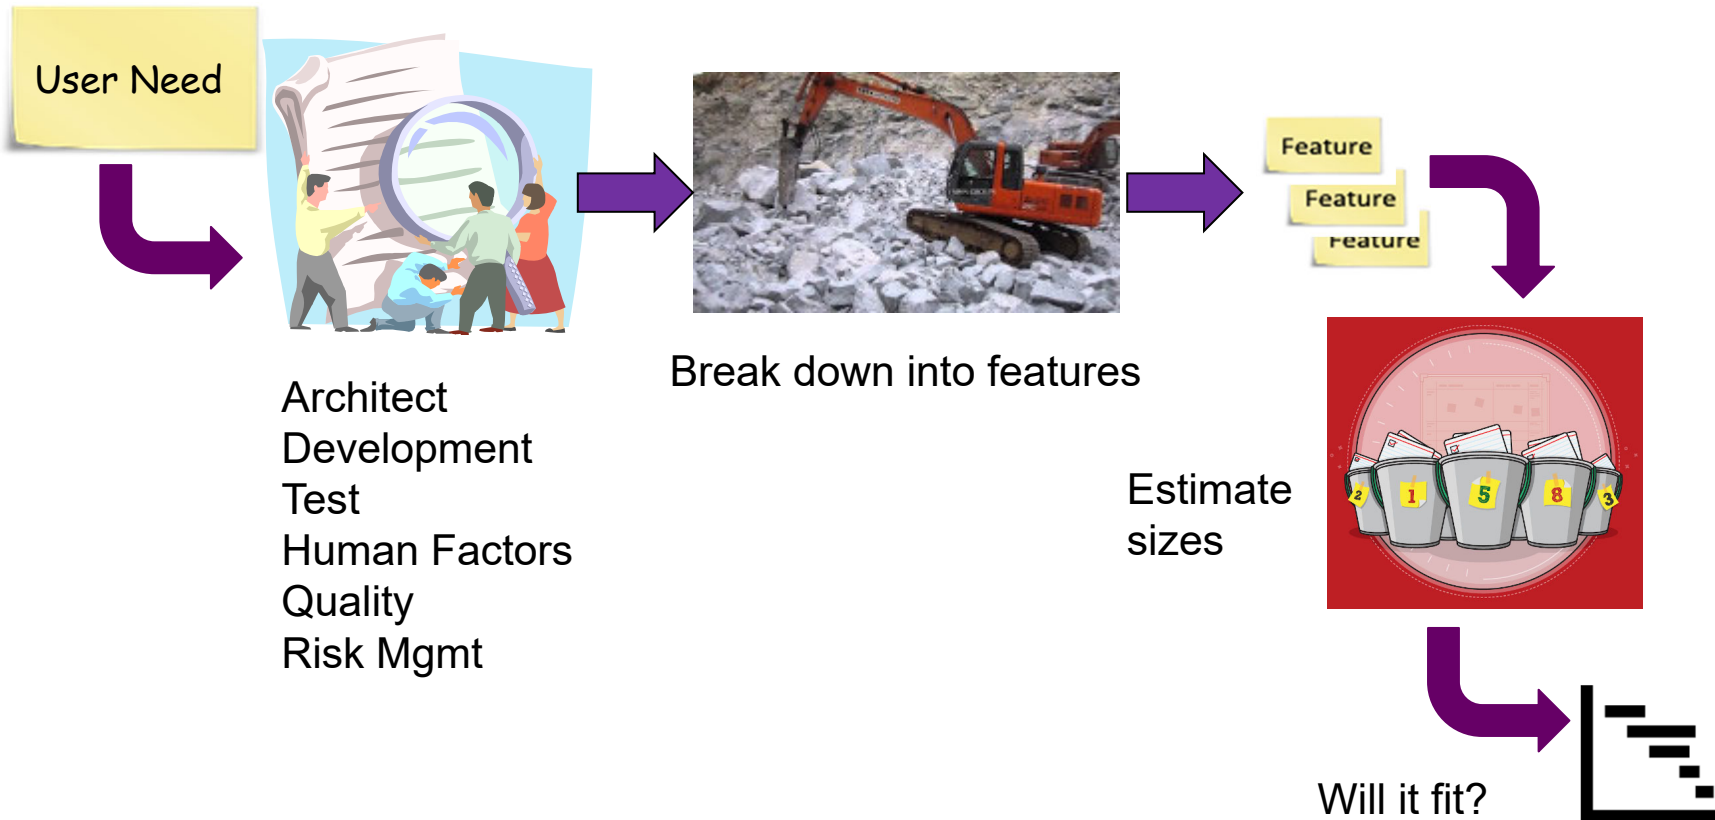 User Need
Architect
Development
Test
Human Factors
Quality
Risk Mgmt
Break down into features
Feature
Feature
Feature
Estimate
sizes
2
1
5
8
3
Will it fit?